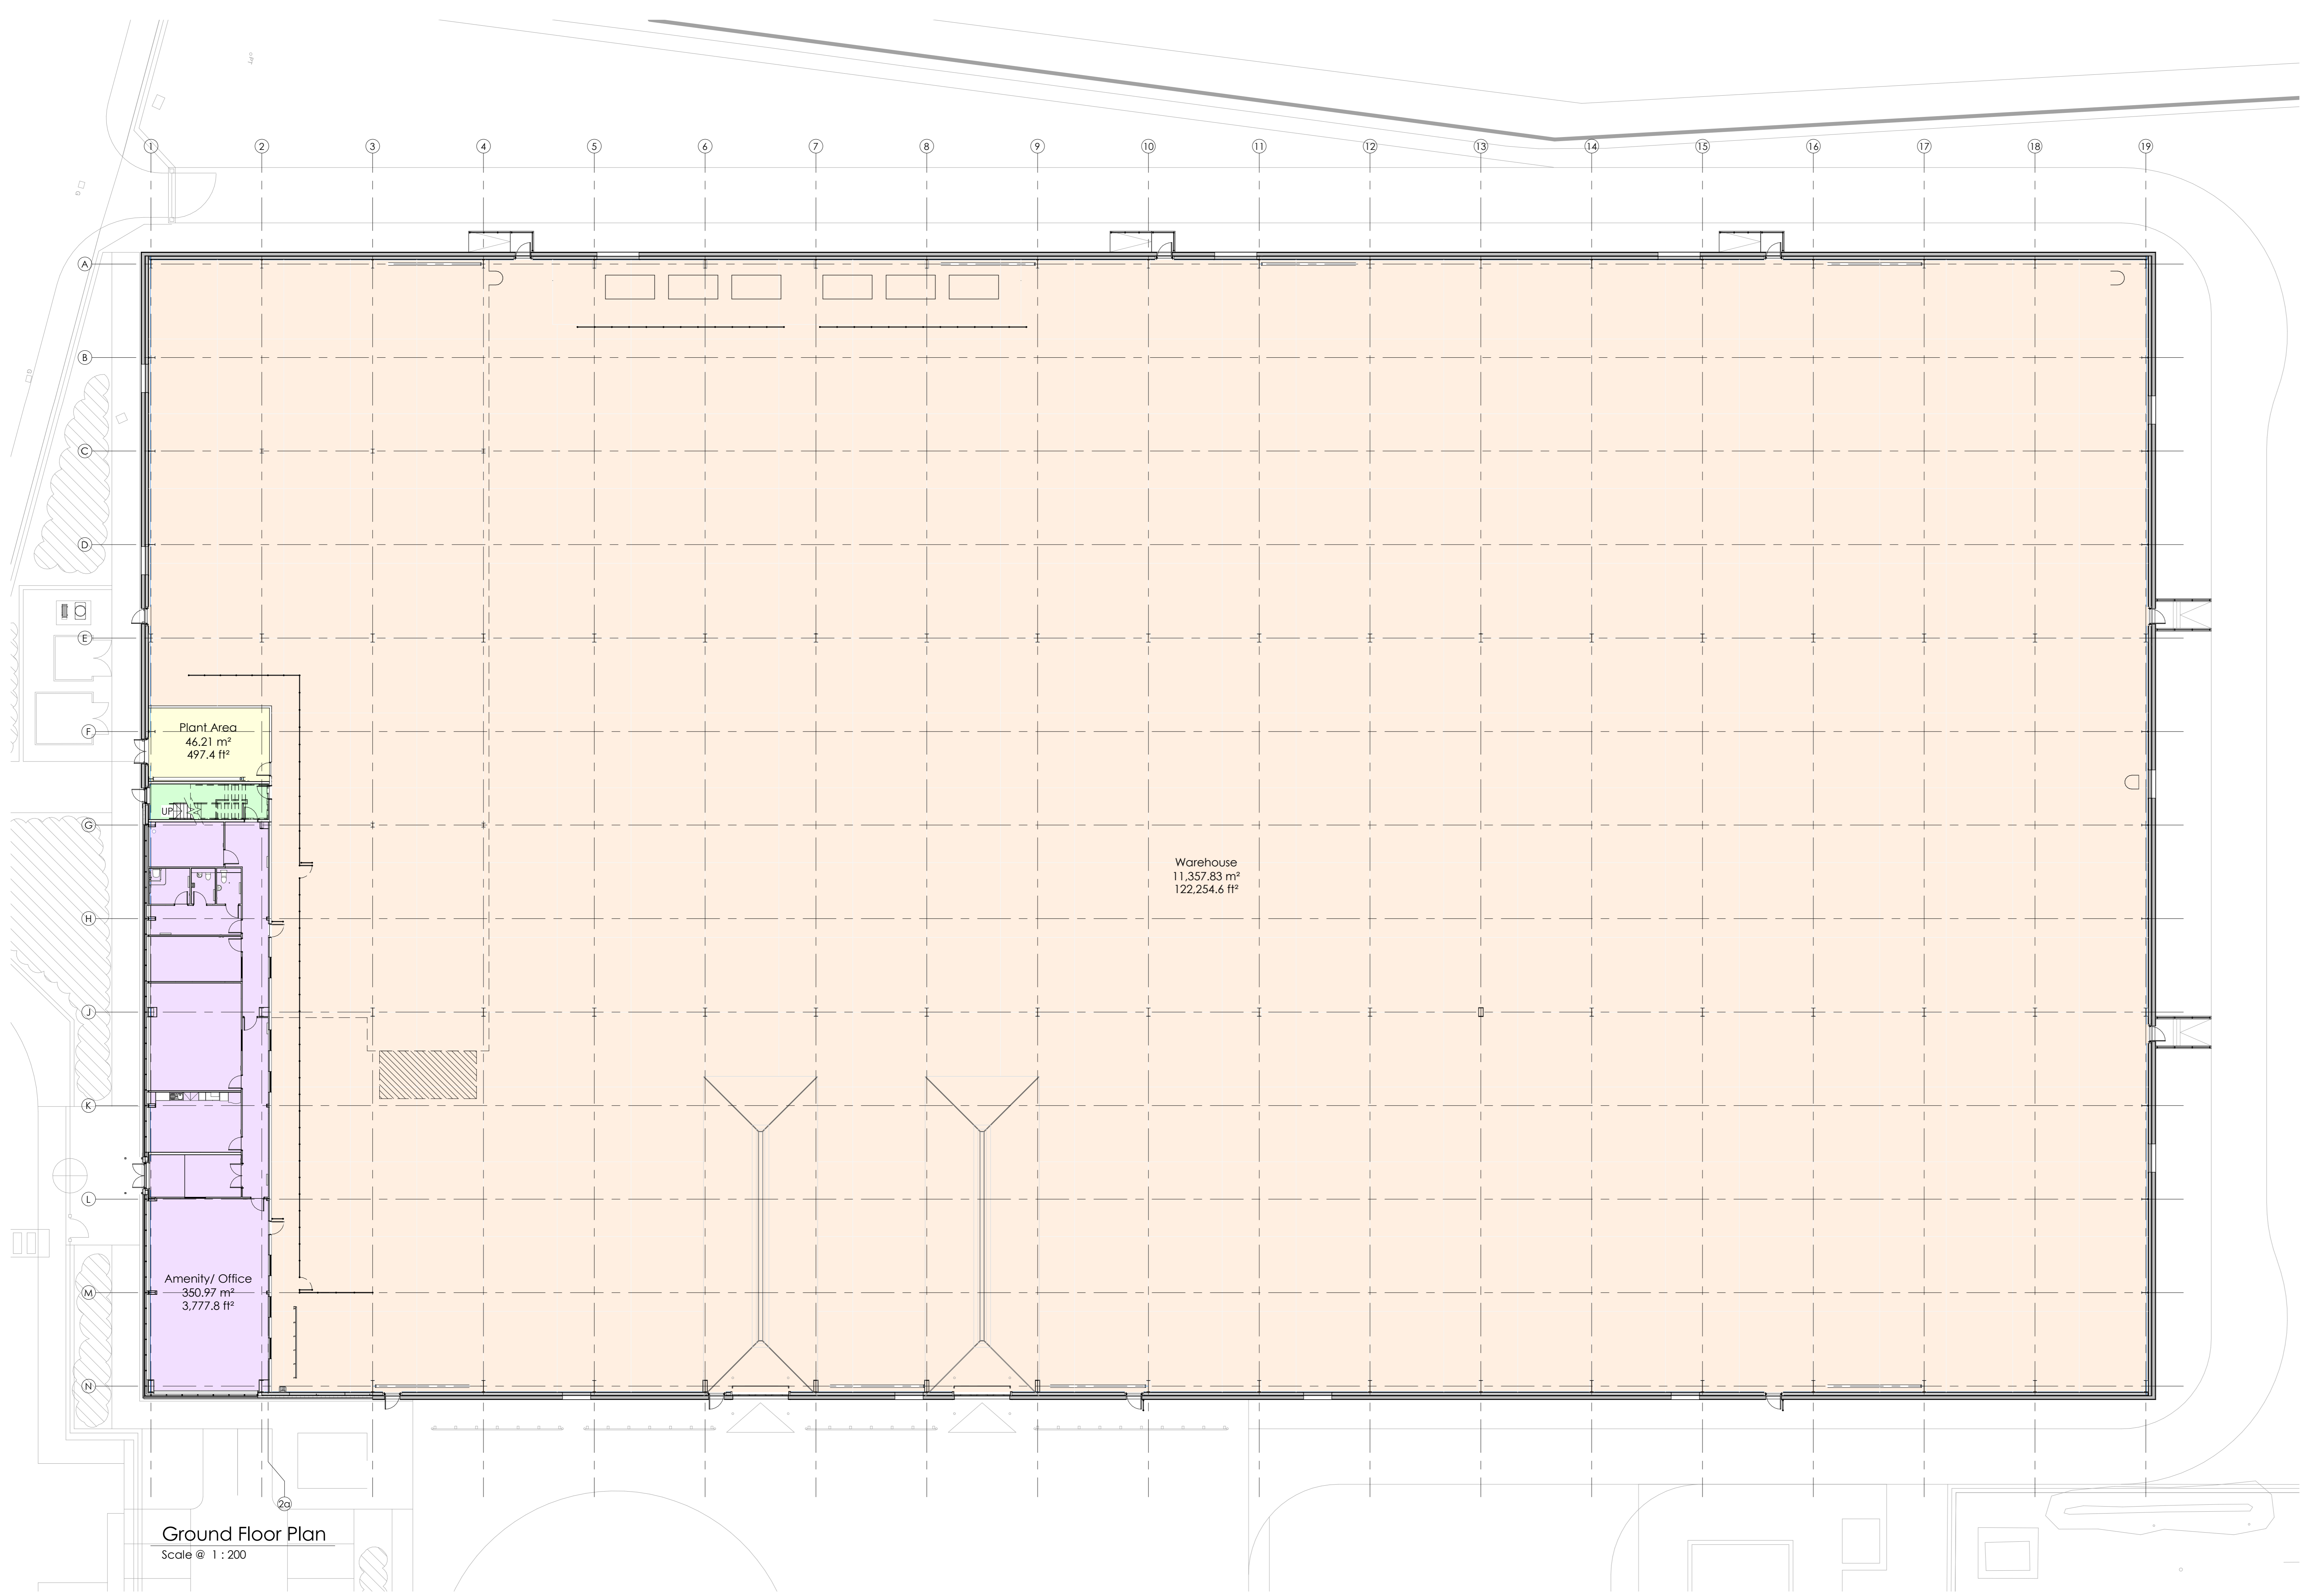 1 2 3 4 5 6 7 8 9 10 11 12 13 14 15 16 17 18 19
A
B
C
D
E
F
Plant Area
46.21 m²
497.4 ft²
UP
G
Warehouse
11,357.83 m²
122,254.6 ft²
H
J
K
L
Amenity/ Office
350.97 m²
3,777.8 ft²
M
N
2a
Ground Floor Plan
Scale @ 1 : 200